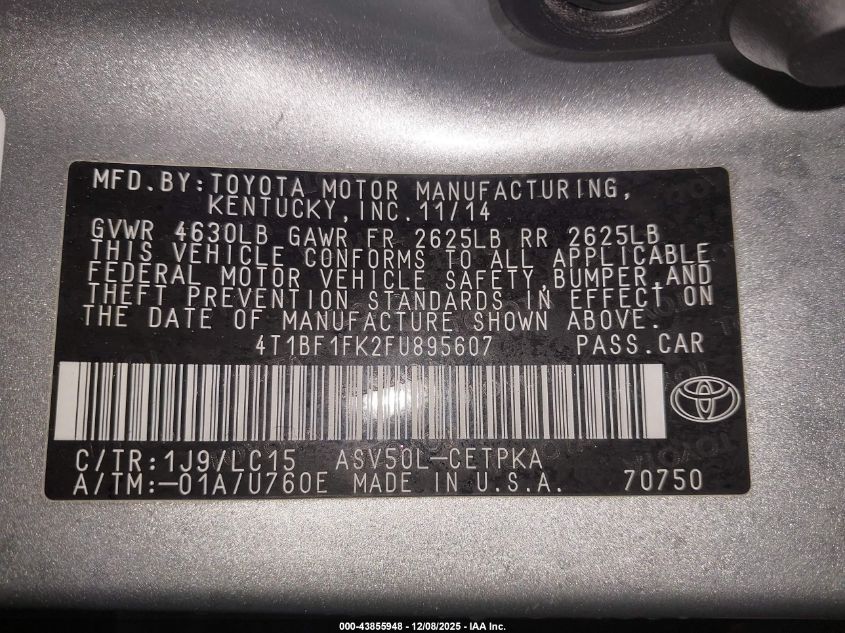 MFD.BY:TOYOTA MOTOR MANUFACTURING,
KENTUCKY,INC.11/14
GVWR 4630LB GAWR FR 2625LB RR 2625LB
THIS VEHICLE CONFORMS TO ALL APPLICABLE
FEDERAL MOTOR VEHICLE SAFETY,BUMPER,AND
THEFT PREVENTION STANDARDS IN EFFECT ON
THE DATE OF MANUFACTURE SHOWN ABOVE.
4T1BF1FK2FU895607 PASS.CAR
C/TR:1J9/LC15 ASV50L-CETPKA
A/TM:-01A/U760E MADE IN U.S.A. 70750
000-43855948 - 12/08/2025 - IAA Inc.